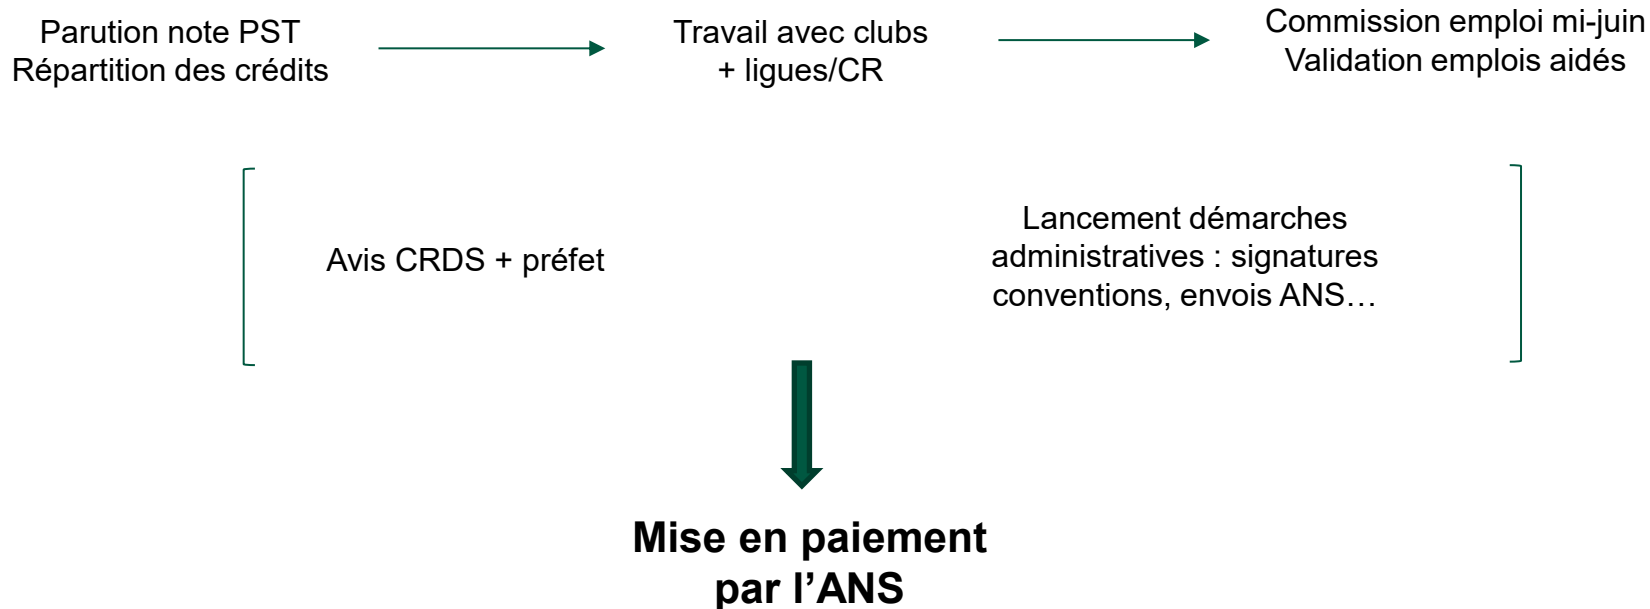 Parution note PST
Répartition des crédits
Travail avec clubs
+ ligues/CR
Commission emploi mi-juin
Validation emplois aidés
Avis CRDS + préfet
Lancement démarches
administratives : signatures
conventions, envois ANS…
Mise en paiement
par l’ANS